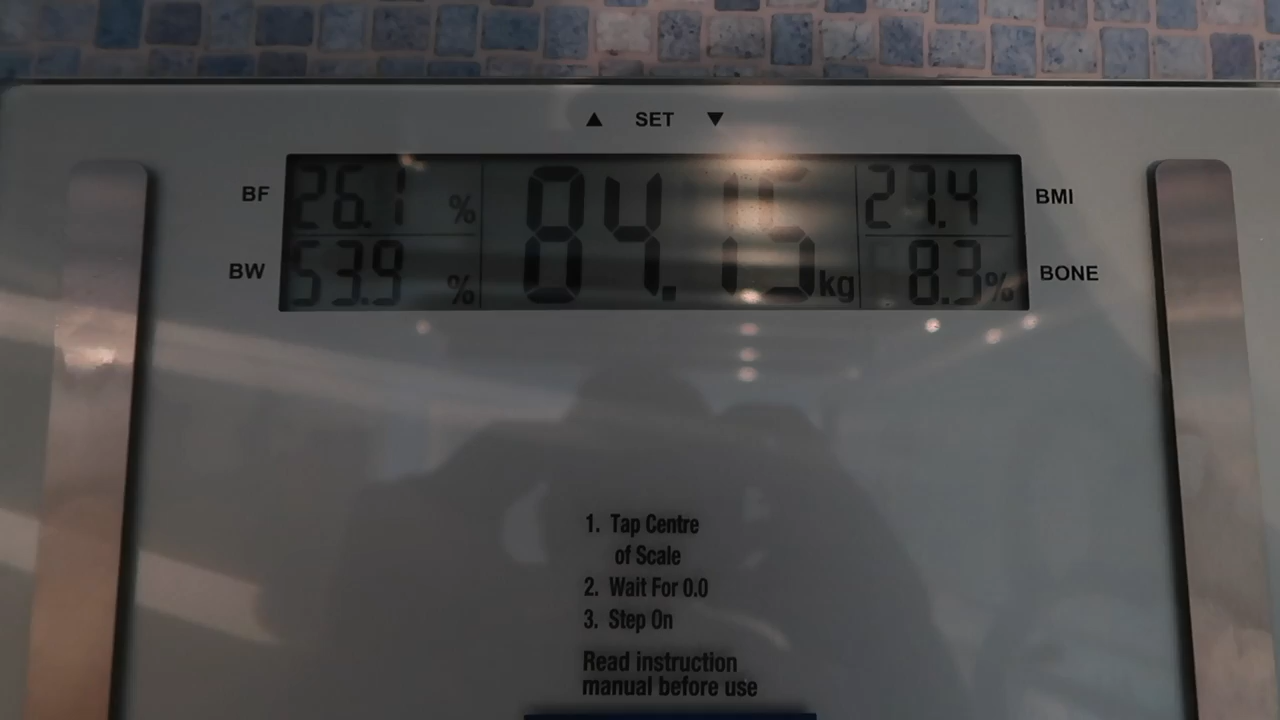 ▲ SET ▼
BF 26.1 % 84.15 kg 27.4 BMI
BW 53.9 % 8.3 % BONE
1. Tap Centre
of Scale
2. Wait For 0.0
3. Step On
Read instruction
manual before use